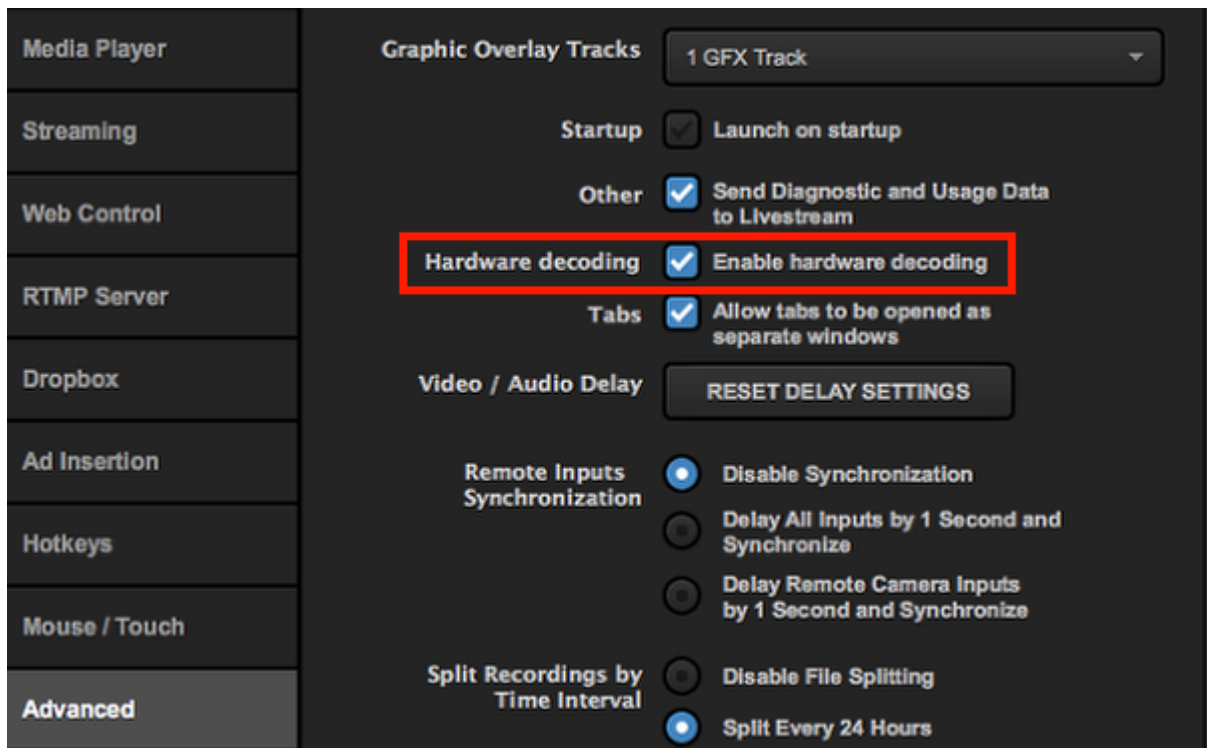 Media Player
Streaming
Web Control
RTMP Server
Dropbox
Ad Insertion
Hotkeys
Mouse / Touch
Advanced
Graphic Overlay Tracks
1 GFX Track
Startup
Launch on startup
Other
Send Diagnostic and Usage Data
to Livestream
Hardware decoding
Enable hardware decoding
Tabs
Allow tabs to be opened as
separate windows
Video / Audio Delay
RESET DELAY SETTINGS
Remote Inputs
Synchronization
Disable Synchronization
Delay All Inputs by 1 Second and
Synchronize
Delay Remote Camera Inputs
by 1 Second and Synchronize
Split Recordings by
Time Interval
Disable File Splitting
Split Every 24 Hours